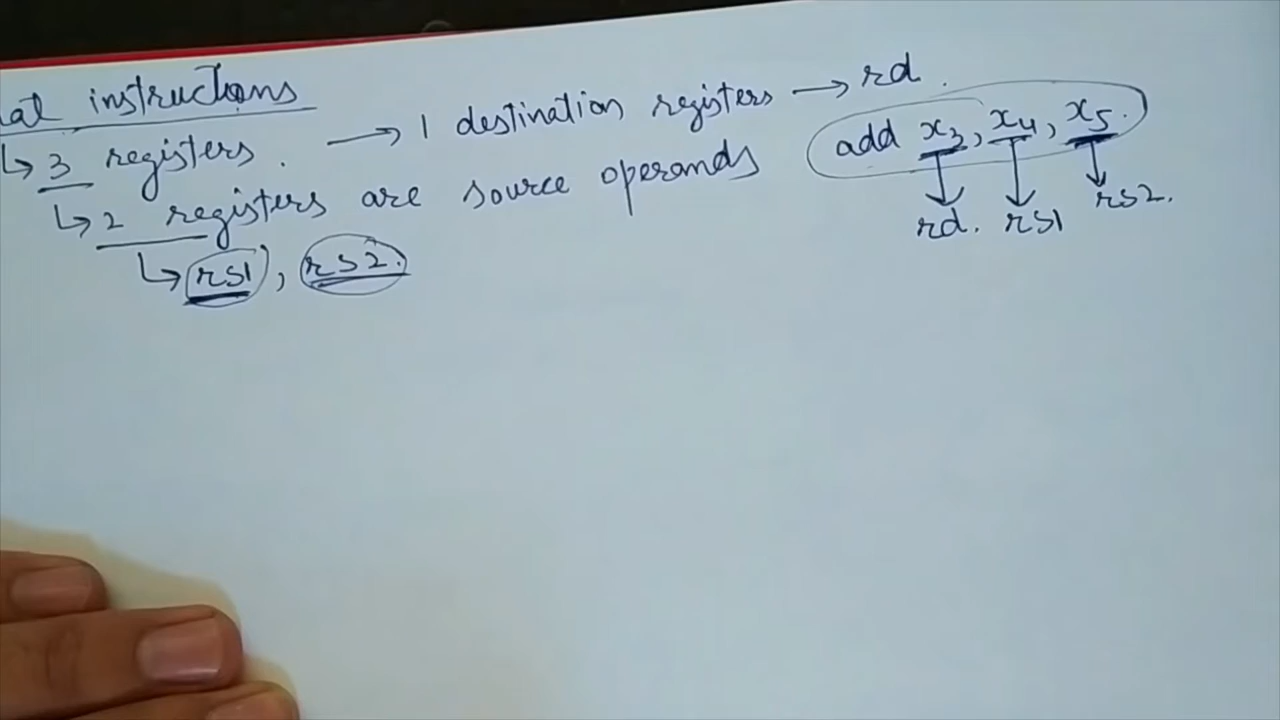 instructions
↳ 3 registers. → 1 destination registers → rd.
↳ 2 registers are source operands
↳ rs1, rs2.
add x3, x4, x5.
rd. rs1 rs2.